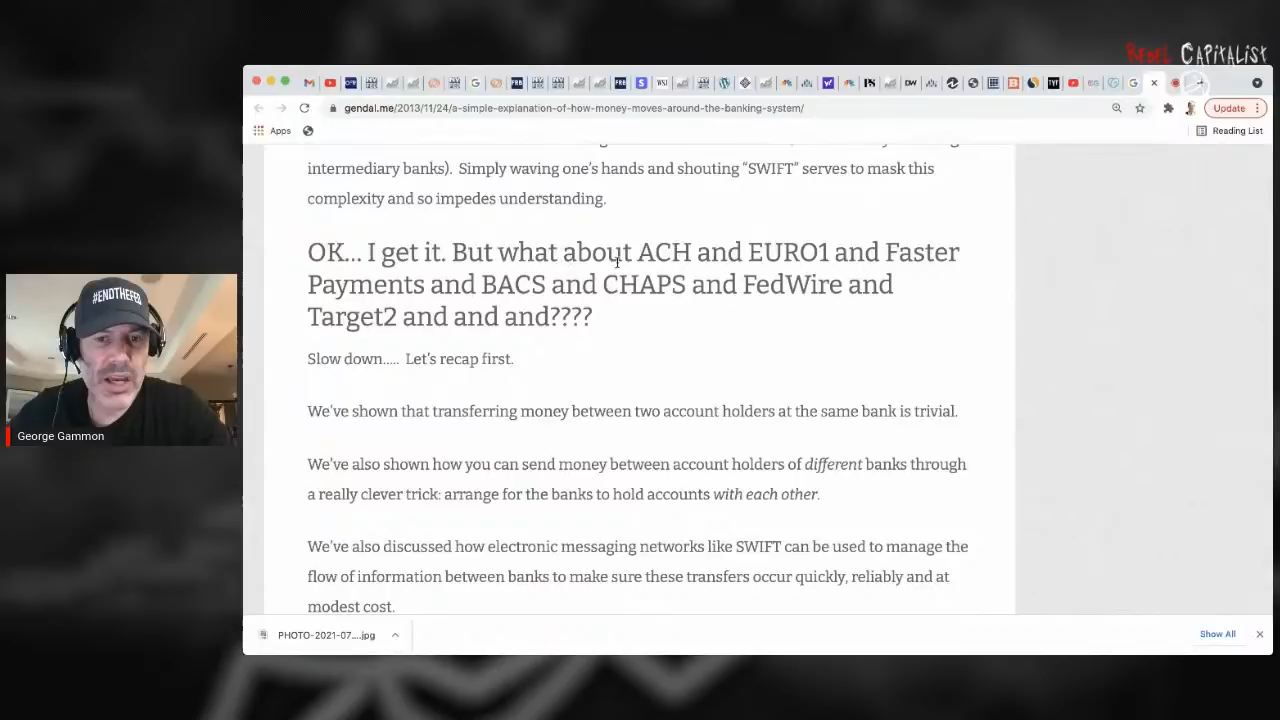 REBEL CAPITALIST
Update
gendal.me/2013/11/24/a-simple-explanation-of-how-money-moves-around-the-banking-system/
Apps
Reading List
intermediary banks). Simply waving one's hands and shouting “SWIFT” serves to mask this
complexity and so impedes understanding.
OK... I get it. But what about ACH and EURO1 and Faster
Payments and BACS and CHAPS and FedWire and
Target2 and and and????
Slow down..... Let's recap first.
We've shown that transferring money between two account holders at the same bank is trivial.
We've also shown how you can send money between account holders of different banks through
a really clever trick: arrange for the banks to hold accounts with each other.
We've also discussed how electronic messaging networks like SWIFT can be used to manage the
flow of information between banks to make sure these transfers occur quickly, reliably and at
modest cost.
#ENDTHEFED
George Gammon
PHOTO-2021-07....jpg
Show All